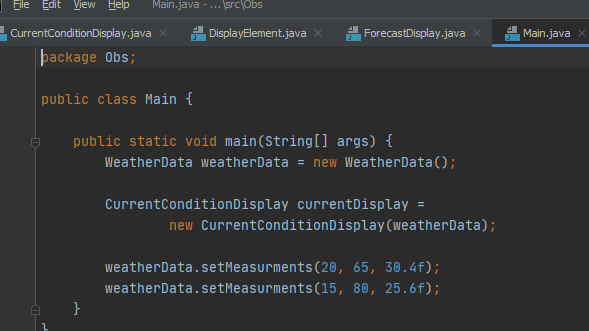 File Edit View Help Main.java - ...\src\Obs
CurrentConditionDisplay.java DisplayElement.java ForecastDisplay.java Main.java
package Obs;
public class Main {
public static void main(String[] args) {
WeatherData weatherData = new WeatherData();
CurrentConditionDisplay currentDisplay =
new CurrentConditionDisplay(weatherData);
weatherData.setMeasurments(20, 65, 30.4f);
weatherData.setMeasurments(15, 80, 25.6f);
}
}